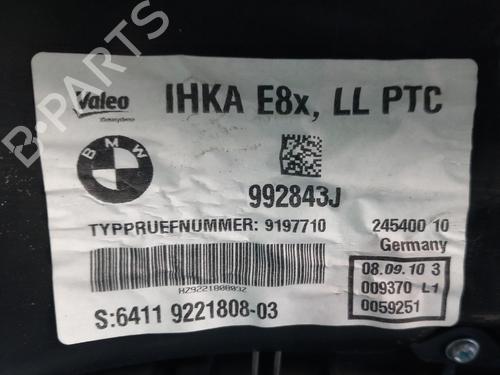 Valeo
IHKA E8x, LL PTC
BMW
992843J
TYPPRUEFNUMMER: 9197710
245400 10
Germany
08.09.10 3
009370 L1
0059251
HZ9221808032
S:6411 9221808-03
B-PARTS